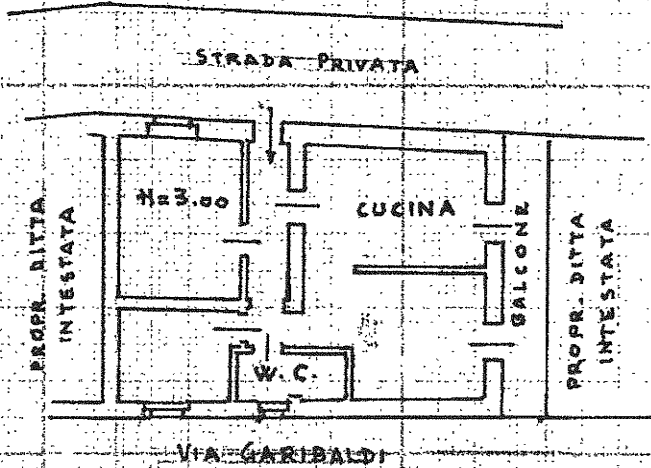 STRADA PRIVATA
H=3.00
CUCINA
BALCONE
PROPR. DITTA
INTESTATA
PROPR. DITTA
INTESTATA
W. C.
VIA GARIBALDI